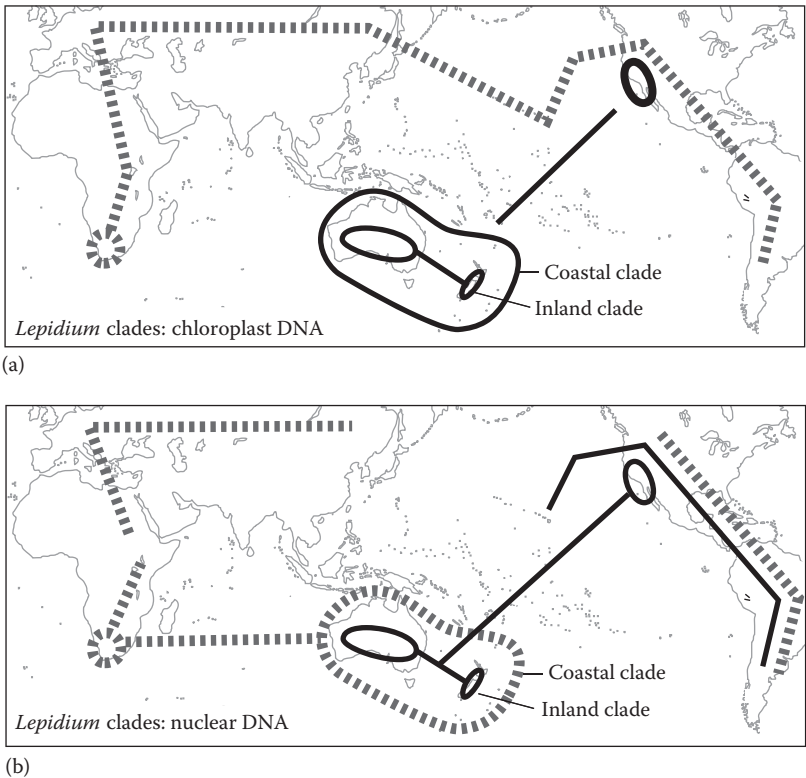 Coastal clade
Inland clade
Lepidium clades: chloroplast DNA
(a)
Coastal clade
Inland clade
Lepidium clades: nuclear DNA
(b)